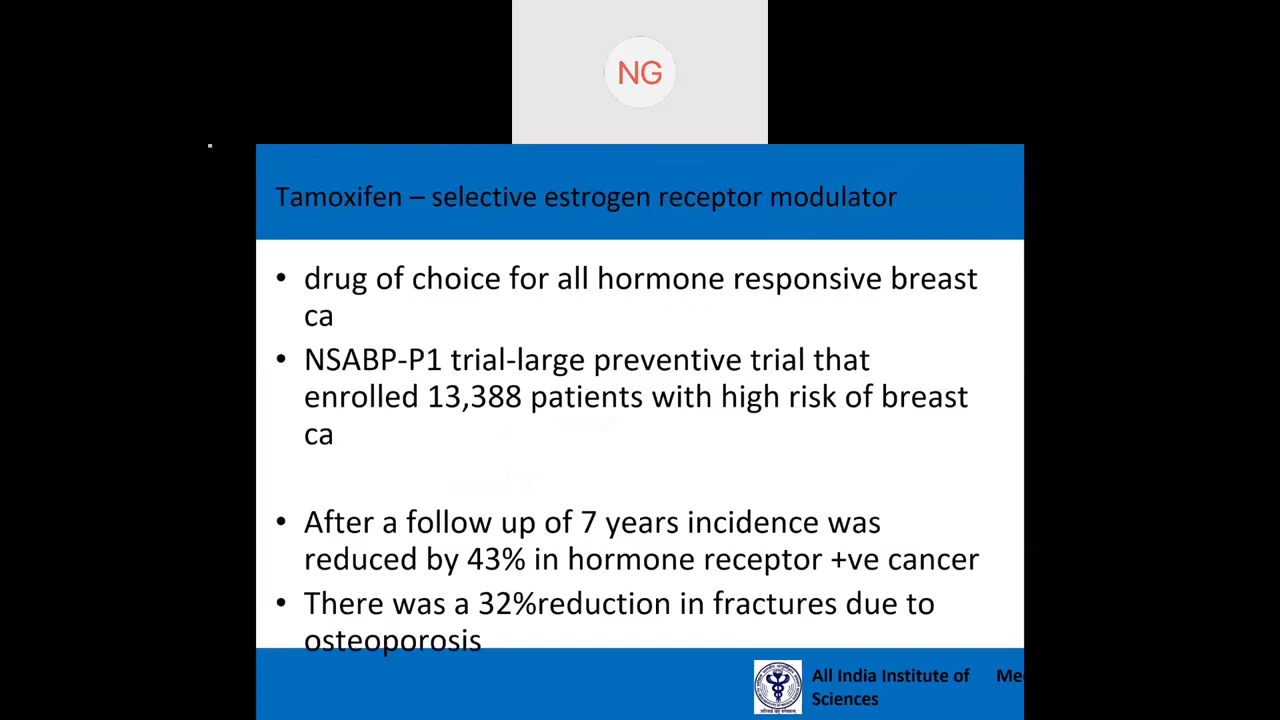 NG
Tamoxifen – selective estrogen receptor modulator
• drug of choice for all hormone responsive breast
ca
• NSABP-P1 trial-large preventive trial that
enrolled 13,388 patients with high risk of breast
ca
• After a follow up of 7 years incidence was
reduced by 43% in hormone receptor +ve cancer
• There was a 32%reduction in fractures due to
osteoporosis
All India Institute of
Sciences